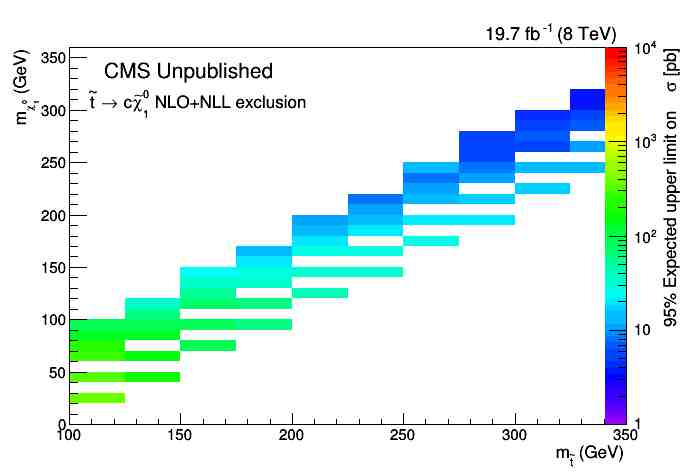 19.7 fb⁻¹ (8 TeV)
CMS Unpublished
t̃ → cχ̃⁰₁ NLO+NLL exclusion
m_χ̃⁰₁ (GeV)
350
300
250
200
150
100
50
0
100 150 200 250 300 350
m_t̃ (GeV)
10⁴
10³
10²
10
1
95% Expected upper limit on σ [pb]